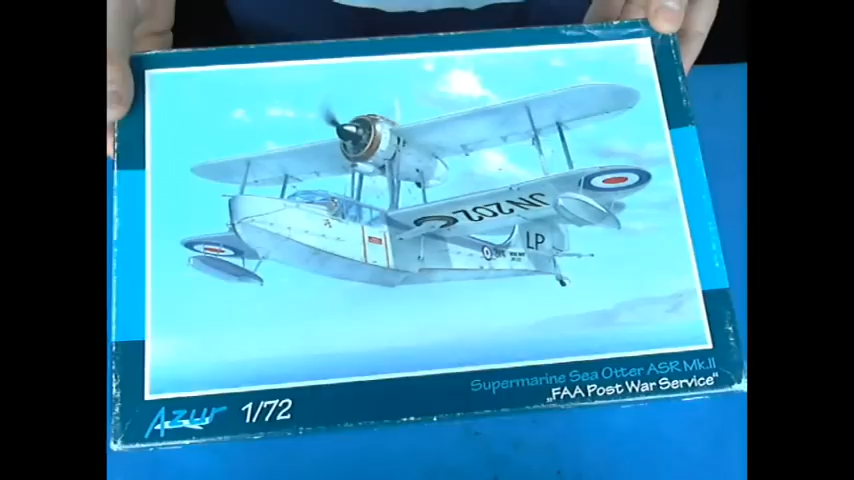 JN202
LP
Supermarine Sea Otter ASR Mk.II
„FAA Post War Service"
Azur 1/72